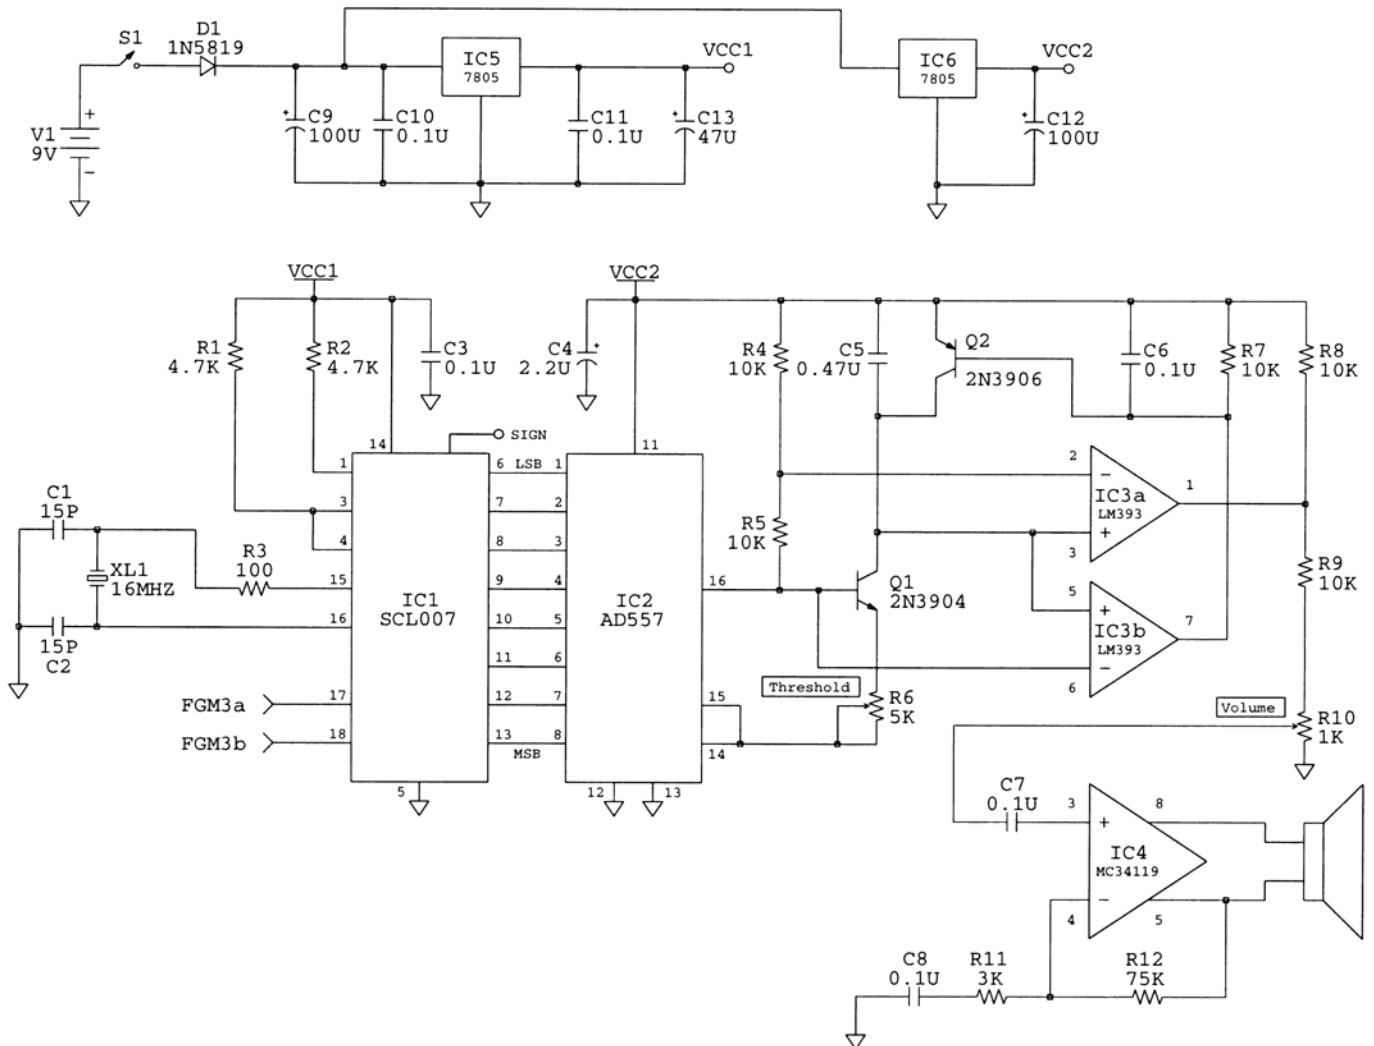 S1
D1
1N5819
IC5
7805
VCC1
IC6
7805
VCC2
+
V1
9V
−
+
C9
100U
C10
0.1U
C11
0.1U
+
C13
47U
+
C12
100U
VCC1
VCC2
R1
4.7K
R2
4.7K
C3
0.1U
C4
2.2U
+
R4
10K
C5
0.47U
Q2
2N3906
C6
0.1U
R7
10K
R8
10K
SIGN
14
11
1
6
LSB
1
3
7
2
4
8
3
15
9
4
16
10
5
11
6
17
12
7
18
13
8
MSB
5
IC1
SCL007
IC2
AD557
16
15
14
12
13
C1
15P
XL1
16MHZ
15P
C2
R3
100
FGM3a
FGM3b
R5
10K
Q1
2N3904
2
−
IC3a
LM393
1
+
3
5
+
IC3b
LM393
7
−
6
R9
10K
Threshold
R6
5K
Volume
R10
1K
C7
0.1U
3
+
8
IC4
MC34119
−
4
5
C8
0.1U
R11
3K
R12
75K